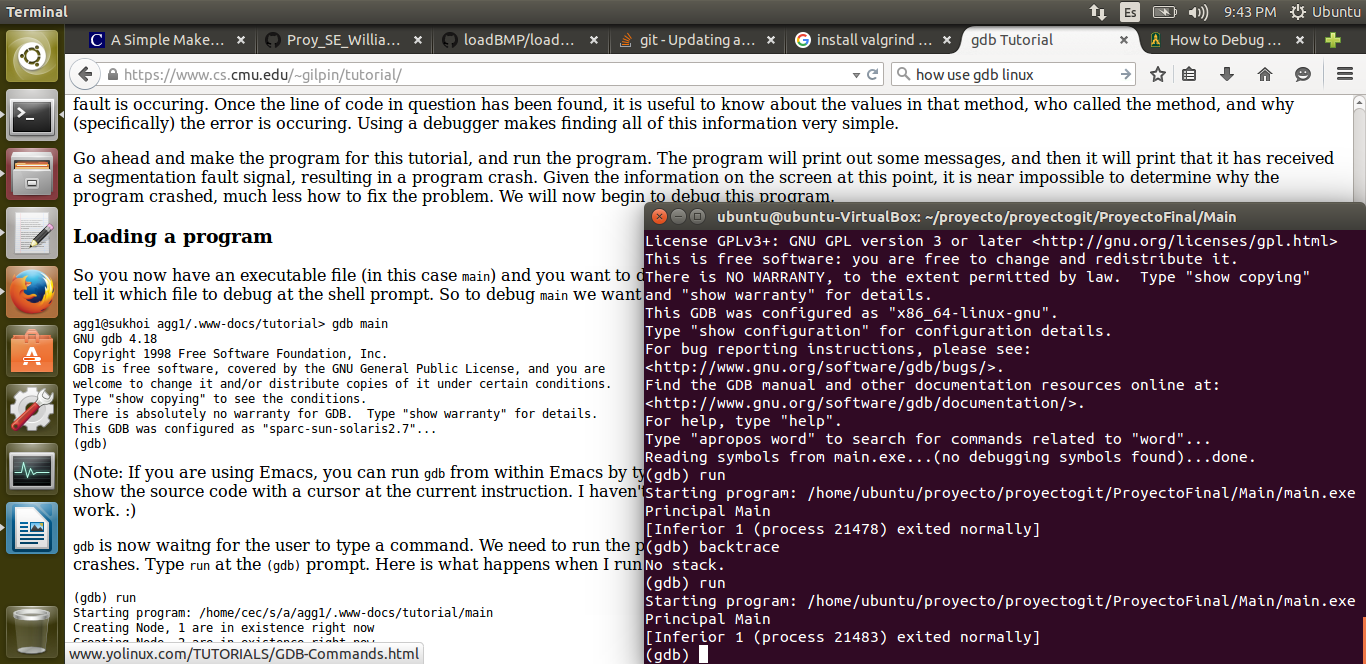 Terminal
Es
9:43 PM
Ubuntu
A Simple Make...
Proy_SE_Willia...
loadBMP/load...
git - Updating a...
install valgrind ...
gdb Tutorial
How to Debug ...
https://www.cs.cmu.edu/~gilpin/tutorial/
how use gdb linux
fault is occuring. Once the line of code in question has been found, it is useful to know about the values in that method, who called the method, and why
(specifically) the error is occuring. Using a debugger makes finding all of this information very simple.
Go ahead and make the program for this tutorial, and run the program. The program will print out some messages, and then it will print that it has received
a segmentation fault signal, resulting in a program crash. Given the information on the screen at this point, it is near impossible to determine why the
program crashed, much less how to fix the problem. We will now begin to debug this program.
Loading a program
So you now have an executable file (in this case main) and you want to d
tell it which file to debug at the shell prompt. So to debug main we want
agg1@sukhoi agg1/.www-docs/tutorial> gdb main
GNU gdb 4.18
Copyright 1998 Free Software Foundation, Inc.
GDB is free software, covered by the GNU General Public License, and you are
welcome to change it and/or distribute copies of it under certain conditions.
Type "show copying" to see the conditions.
There is absolutely no warranty for GDB.  Type "show warranty" for details.
This GDB was configured as "sparc-sun-solaris2.7"...
(gdb)
(Note: If you are using Emacs, you can run gdb from within Emacs by ty
show the source code with a cursor at the current instruction. I haven't
work. :)
gdb is now waitng for the user to type a command. We need to run the p
crashes. Type run at the (gdb) prompt. Here is what happens when I run
(gdb) run
Starting program: /home/cec/s/a/agg1/.www-docs/tutorial/main
Creating Node, 1 are in existence right now
Creating Node, 2 are in existence right now
www.yolinux.com/TUTORIALS/GDB-Commands.html
ubuntu@ubuntu-VirtualBox: ~/proyecto/proyectogit/ProyectoFinal/Main
License GPLv3+: GNU GPL version 3 or later <http://gnu.org/licenses/gpl.html>
This is free software: you are free to change and redistribute it.
There is NO WARRANTY, to the extent permitted by law.  Type "show copying"
and "show warranty" for details.
This GDB was configured as "x86_64-linux-gnu".
Type "show configuration" for configuration details.
For bug reporting instructions, please see:
<http://www.gnu.org/software/gdb/bugs/>.
Find the GDB manual and other documentation resources online at:
<http://www.gnu.org/software/gdb/documentation/>.
For help, type "help".
Type "apropos word" to search for commands related to "word"...
Reading symbols from main.exe...(no debugging symbols found)...done.
(gdb) run
Starting program: /home/ubuntu/proyecto/proyectogit/ProyectoFinal/Main/main.exe
Principal Main
[Inferior 1 (process 21478) exited normally]
(gdb) backtrace
No stack.
(gdb) run
Starting program: /home/ubuntu/proyecto/proyectogit/ProyectoFinal/Main/main.exe
Principal Main
[Inferior 1 (process 21483) exited normally]
(gdb)